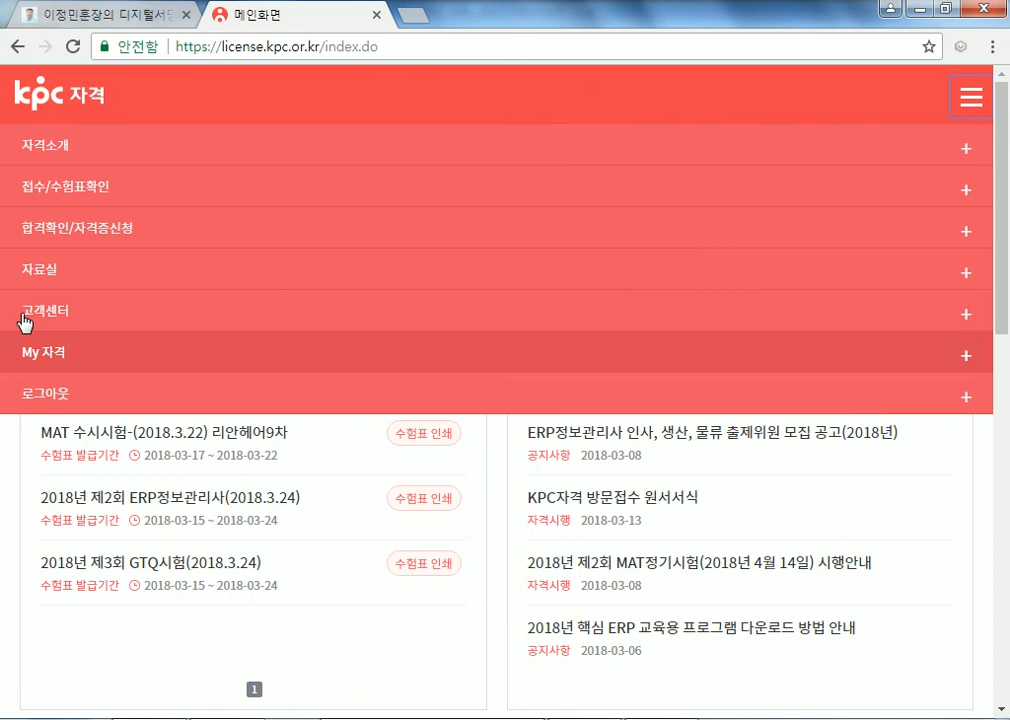 이정민훈장의 디지털서당
메인화면
안전함
https://license.kpc.or.kr/index.do
kpc 자격
자격소개
접수/수험표확인
합격확인/자격증신청
자료실
고객센터
My 자격
로그아웃
MAT 수시시험-(2018.3.22) 리안헤어9차
수험표 인쇄
수험표 발급기간 2018-03-17 ~ 2018-03-22
2018년 제2회 ERP정보관리사(2018.3.24)
수험표 인쇄
수험표 발급기간 2018-03-15 ~ 2018-03-24
2018년 제3회 GTQ시험(2018.3.24)
수험표 인쇄
수험표 발급기간 2018-03-15 ~ 2018-03-24
1
ERP정보관리사 인사, 생산, 물류 출제위원 모집 공고(2018년)
공지사항 2018-03-08
KPC자격 방문접수 원서서식
자격시행 2018-03-13
2018년 제2회 MAT정기시험(2018년 4월 14일) 시행안내
자격시행 2018-03-08
2018년 핵심 ERP 교육용 프로그램 다운로드 방법 안내
공지사항 2018-03-06